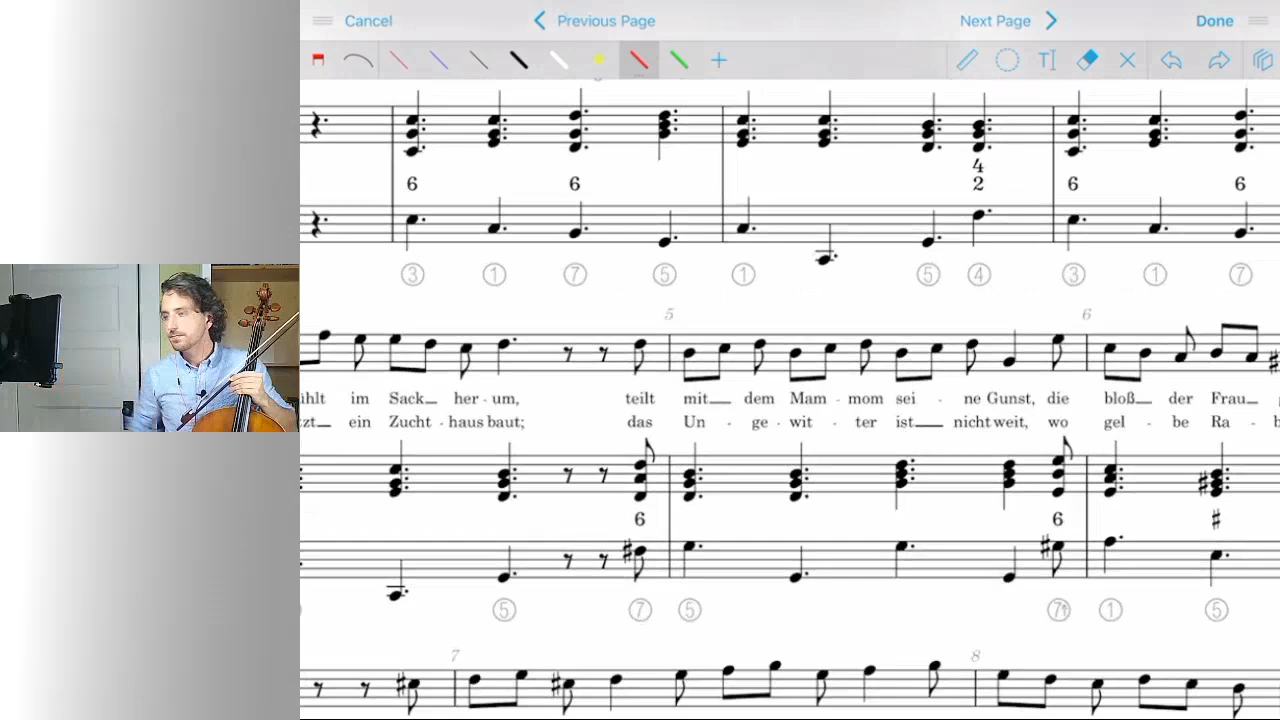 Cancel Previous Page Next Page Done
T
4
6 6 2 6 6
3 1 7 5 1 5 4 3 1 7
5 6
ihlt im Sack her - um, teilt mit dem Mam - mom sei - ne Gunst, die bloß der Frau
zt ein Zucht - haus baut; das Un - ge - wit - ter ist nicht weit, wo gel - be Ra - b
6 6 #
5 7 5 7 1 5
7 8